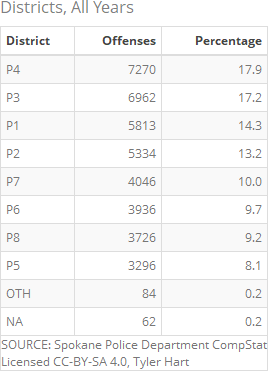 Districts, All Years
District Offenses Percentage
P4 7270 17.9
P3 6962 17.2
P1 5813 14.3
P2 5334 13.2
P7 4046 10.0
P6 3936 9.7
P8 3726 9.2
P5 3296 8.1
OTH 84 0.2
NA 62 0.2
SOURCE: Spokane Police Department CompStat
Licensed CC-BY-SA 4.0, Tyler Hart